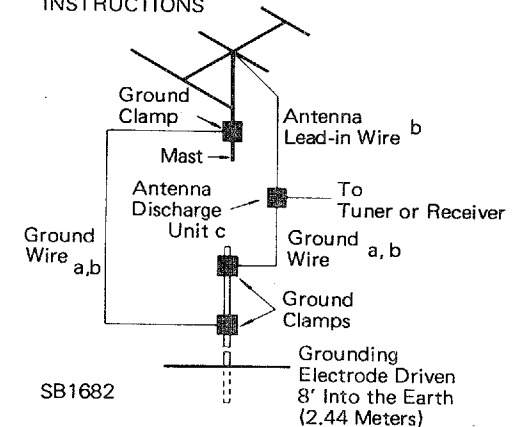 INSTRUCTIONS
Ground
Clamp
Antenna
Lead-in Wire b
Mast
Antenna
Discharge
Unit c
To
Tuner or Receiver
Ground
Wire a,b
Ground
Wire a, b
Ground
Clamps
Grounding
Electrode Driven
8' Into the Earth
(2.44 Meters)
SB1682